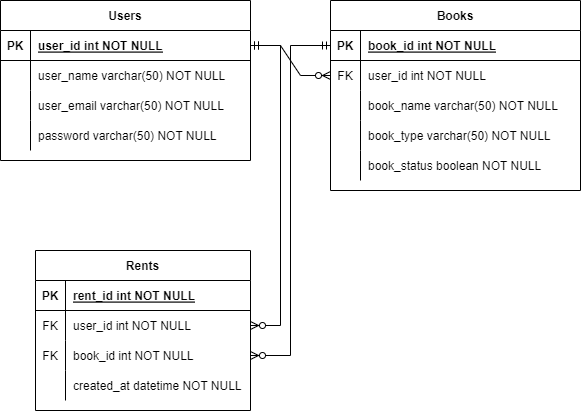 Users
PK user_id int NOT NULL
user_name varchar(50) NOT NULL
user_email varchar(50) NOT NULL
password varchar(50) NOT NULL
Books
PK book_id int NOT NULL
FK user_id int NOT NULL
book_name varchar(50) NOT NULL
book_type varchar(50) NOT NULL
book_status boolean NOT NULL
Rents
PK rent_id int NOT NULL
FK user_id int NOT NULL
FK book_id int NOT NULL
created_at datetime NOT NULL